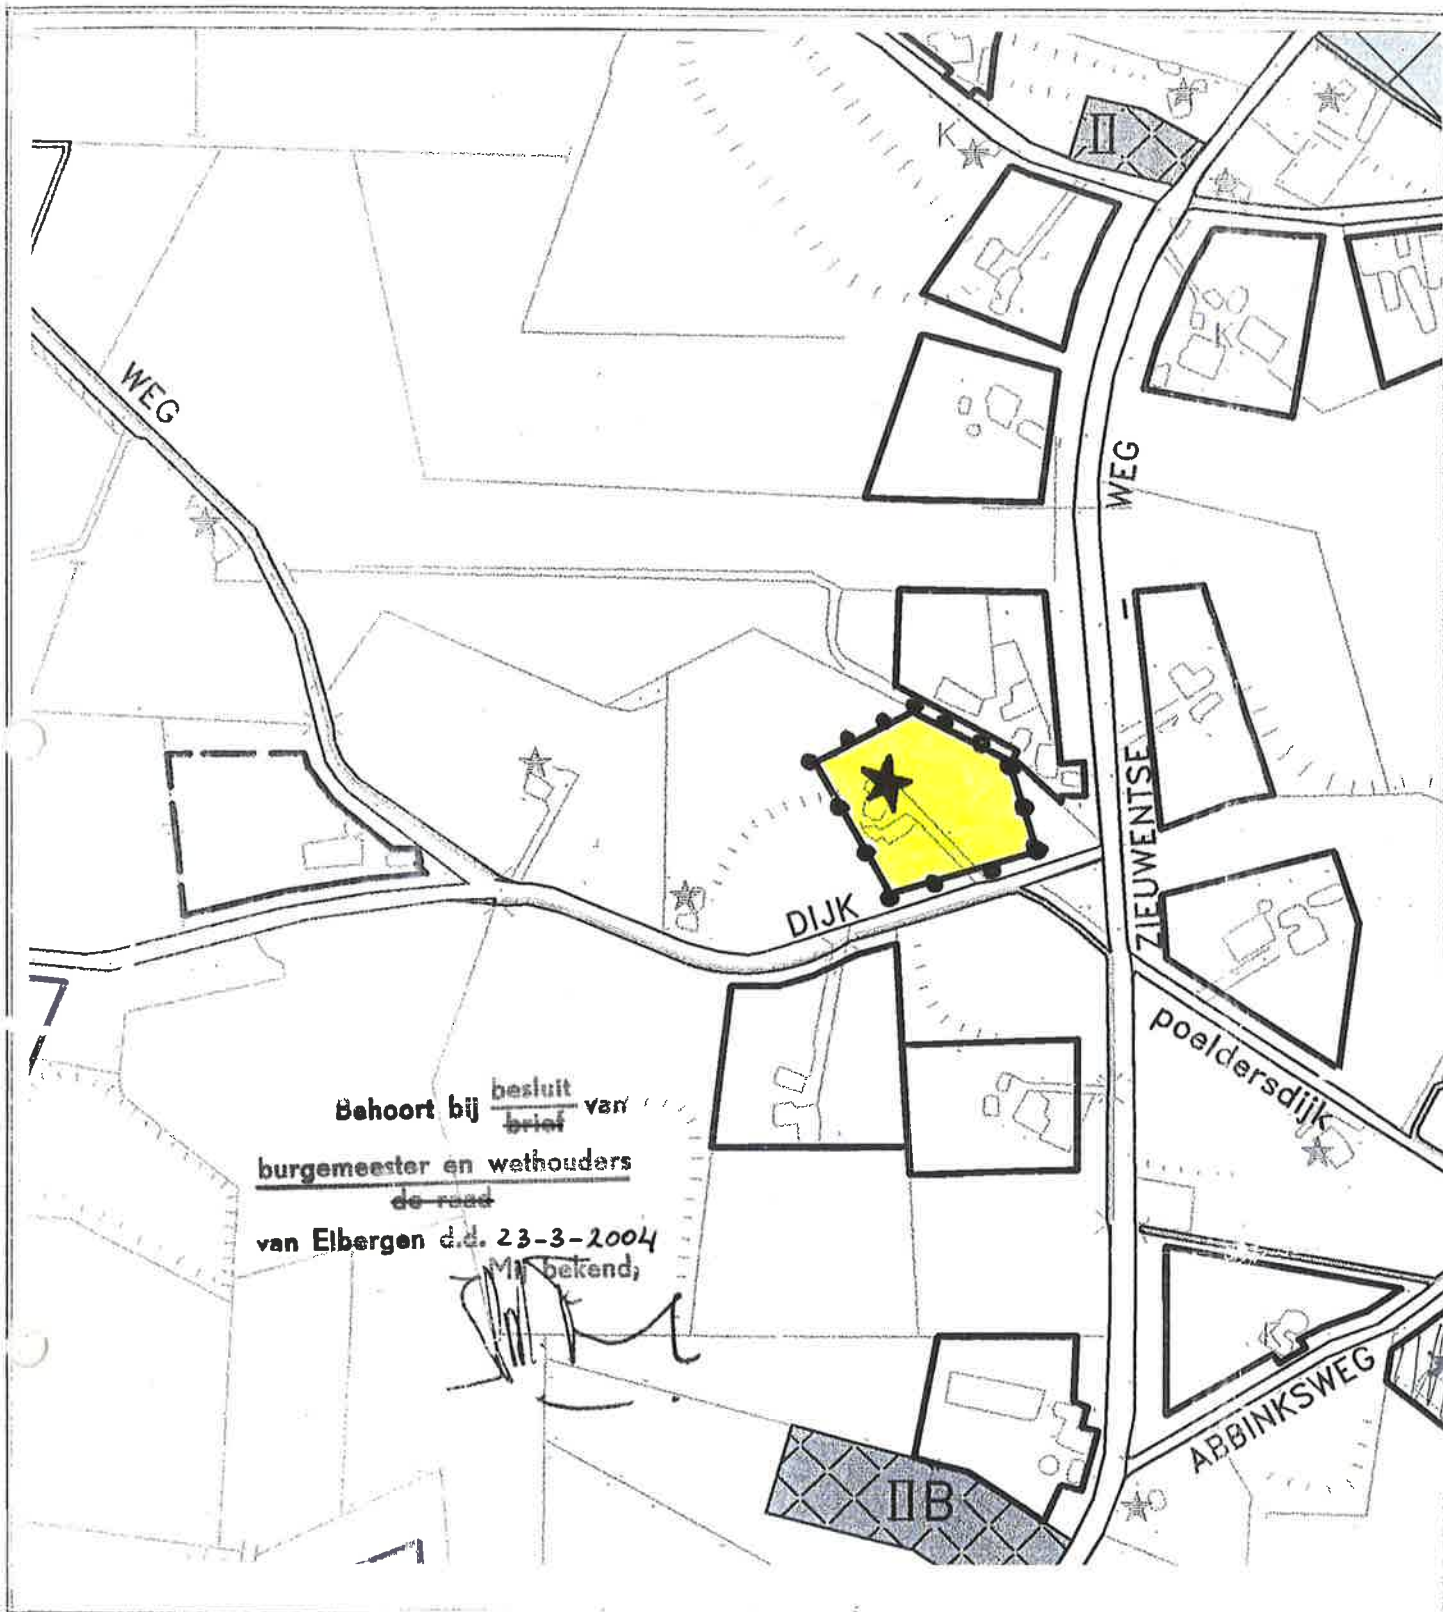 II
K
K
WEG
WEG
ZIEUWENTSE
DIJK
poeldersdijk
Behoort bij besluit van
brief
burgemeester en wethouders
de raad
van Eibergen d.d. 23-3-2004
Mij bekend,
K
ABBINKSWEG
IIB